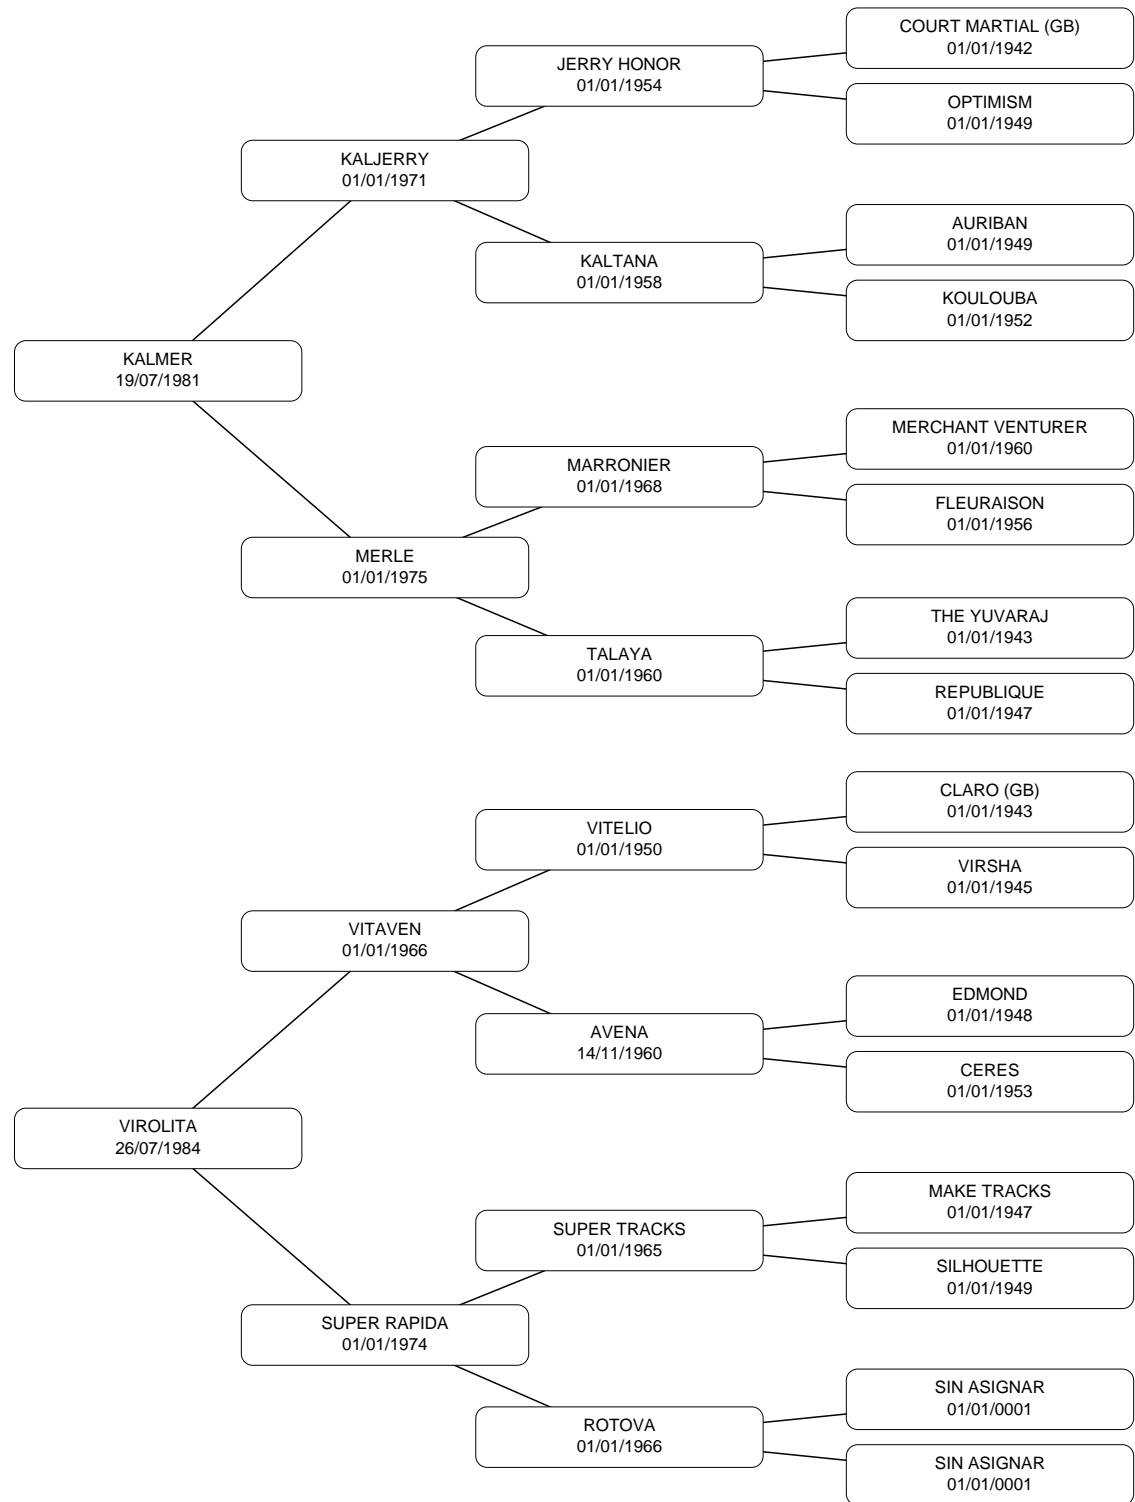 COURT MARTIAL (GB)
01/01/1942
JERRY HONOR
01/01/1954
OPTIMISM
01/01/1949
KALJERRY
01/01/1971
AURIBAN
01/01/1949
KALTANA
01/01/1958
KOULOUBA
01/01/1952
KALMER
19/07/1981
MERCHANT VENTURER
01/01/1960
MARRONIER
01/01/1968
FLEURAISON
01/01/1956
MERLE
01/01/1975
THE YUVARAJ
01/01/1943
TALAYA
01/01/1960
REPUBLIQUE
01/01/1947
CLARO (GB)
01/01/1943
VITELIO
01/01/1950
VIRSHA
01/01/1945
VITAVEN
01/01/1966
EDMOND
01/01/1948
AVENA
14/11/1960
CERES
01/01/1953
VIROLITA
26/07/1984
MAKE TRACKS
01/01/1947
SUPER TRACKS
01/01/1965
SILHOUETTE
01/01/1949
SUPER RAPIDA
01/01/1974
SIN ASIGNAR
01/01/0001
ROTOVA
01/01/1966
SIN ASIGNAR
01/01/0001